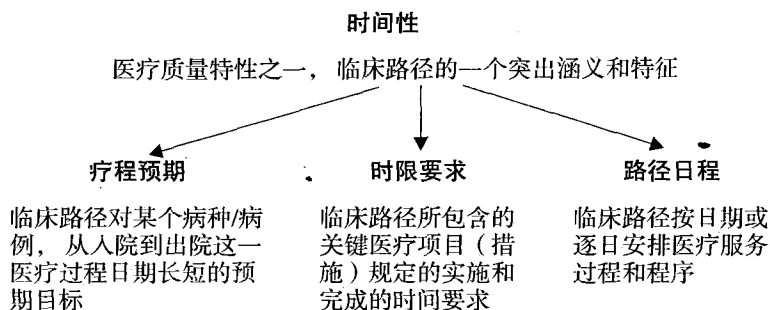 时间性
医疗质量特性之一，临床路径的一个突出涵义和特征
疗程预期
临床路径对某个病种/病
例，从入院到出院这一
医疗过程日期长短的预
期目标
时限要求
临床路径所包含的
关键医疗项目（措
施）规定的实施和
完成的时间要求
路径日程
临床路径按日期或
逐日安排医疗服务
过程和程序